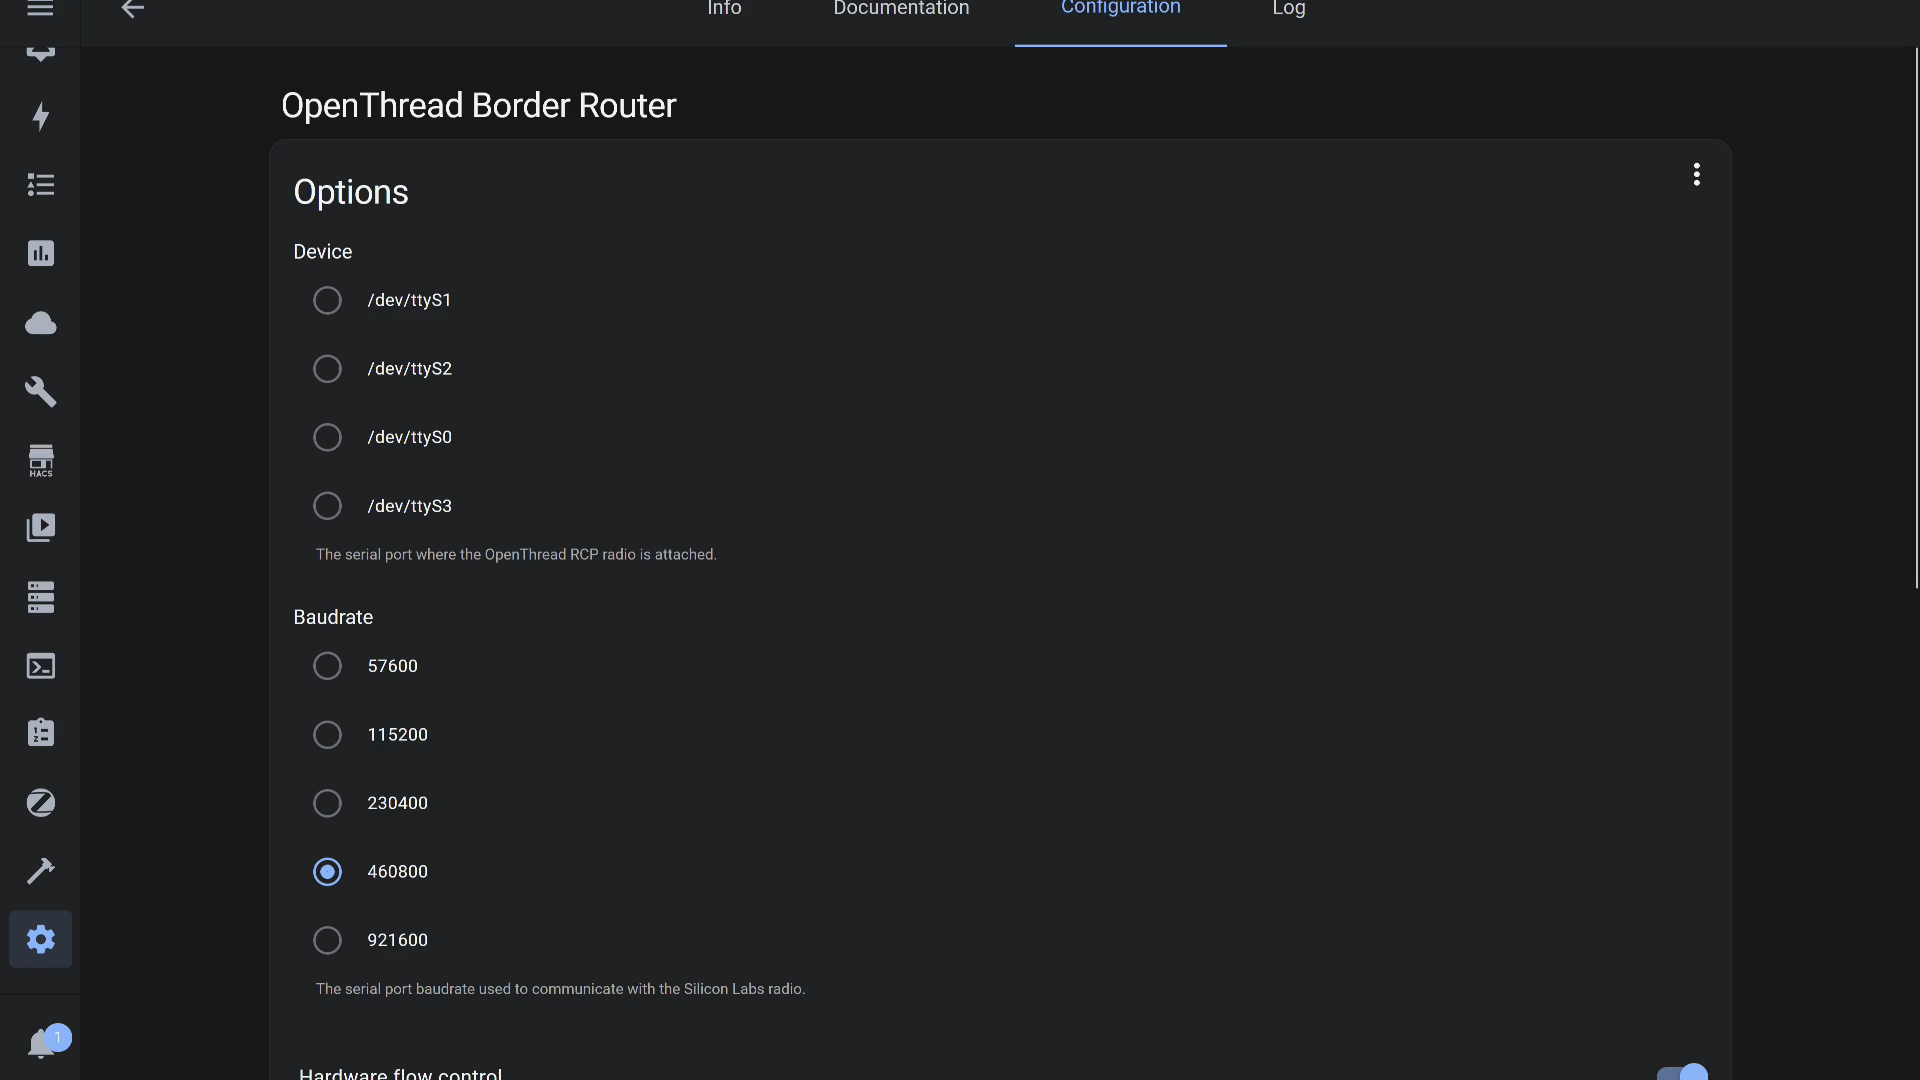 Info
Documentation
Configuration
Log
OpenThread Border Router
Options
Device
/dev/ttyS1
/dev/ttyS2
/dev/ttyS0
/dev/ttyS3
The serial port where the OpenThread RCP radio is attached.
Baudrate
57600
115200
230400
460800
921600
The serial port baudrate used to communicate with the Silicon Labs radio.
Hardware flow control
HACS
1